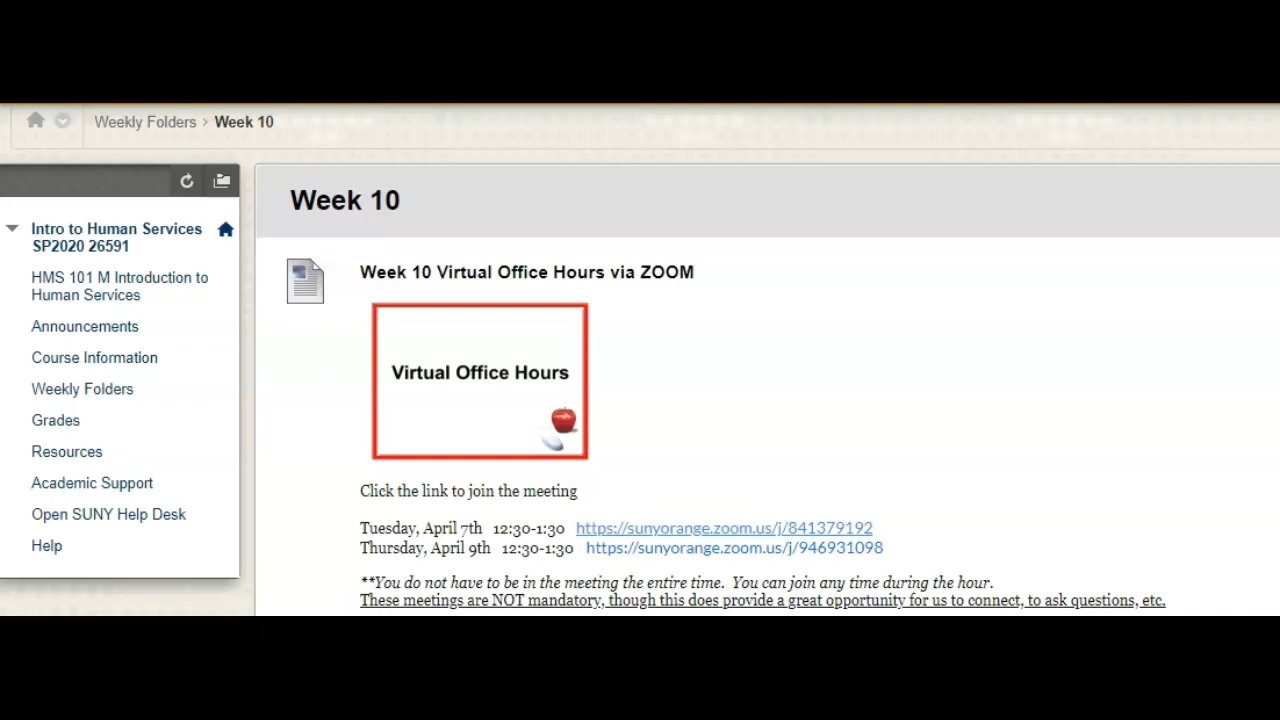 Weekly Folders > Week 10
Week 10
Intro to Human Services
SP2020 26591
HMS 101 M Introduction to
Human Services
Announcements
Course Information
Weekly Folders
Grades
Resources
Academic Support
Open SUNY Help Desk
Help
Week 10 Virtual Office Hours via ZOOM
Virtual Office Hours
Click the link to join the meeting
Tuesday, April 7th 12:30-1:30 https://sunyorange.zoom.us/j/841379192
Thursday, April 9th 12:30-1:30 https://sunyorange.zoom.us/j/946931098
**You do not have to be in the meeting the entire time. You can join any time during the hour.
These meetings are NOT mandatory, though this does provide a great opportunity for us to connect, to ask questions, etc.